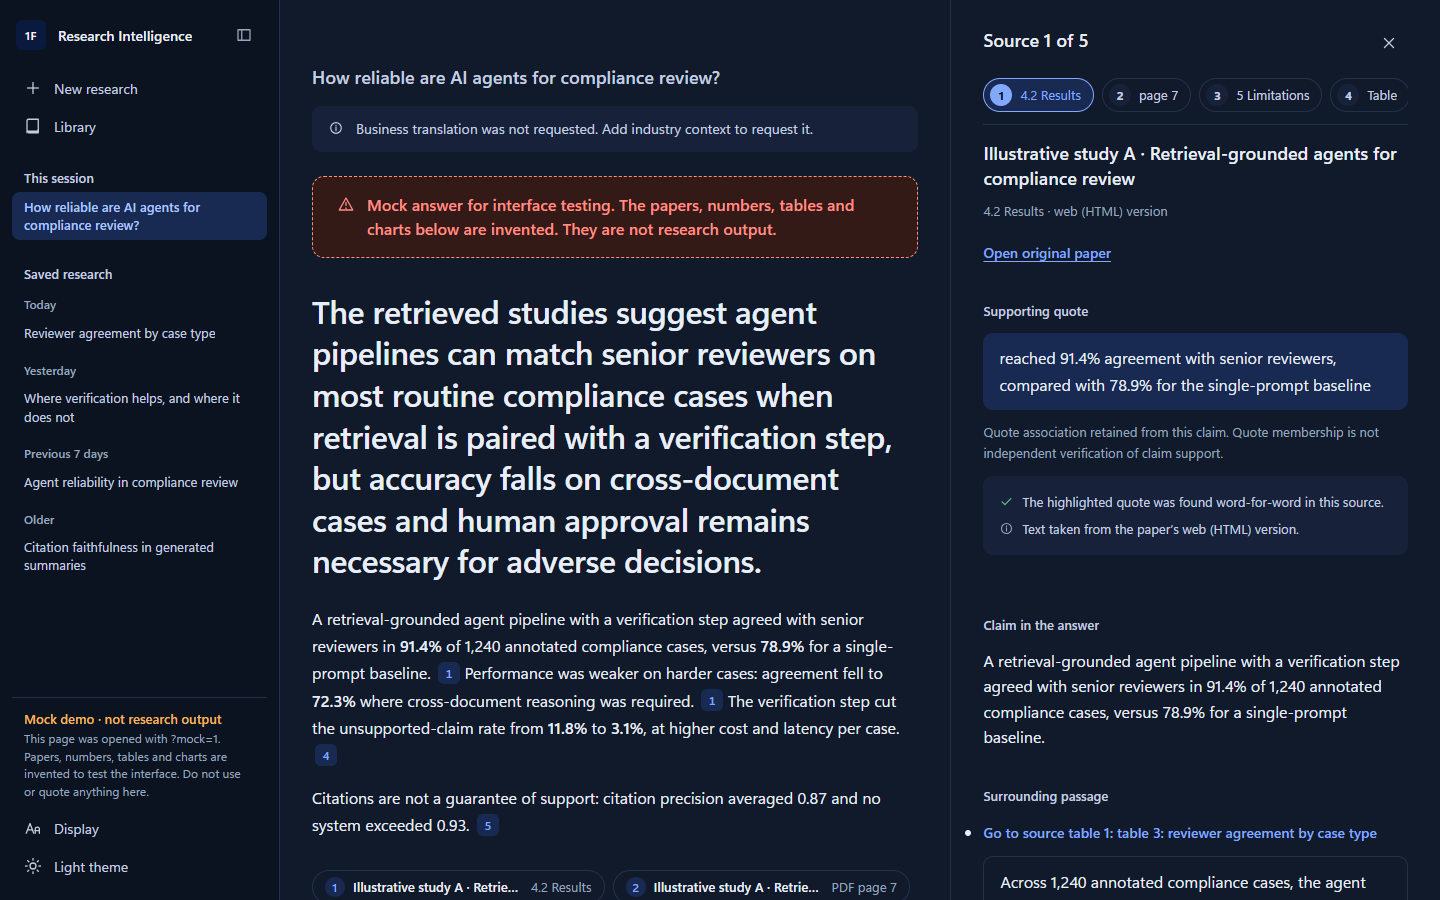 1F
Research Intelligence
New research
Library
This session
How reliable are AI agents for
compliance review?
Saved research
Today
Reviewer agreement by case type
Yesterday
Where verification helps, and where it
does not
Previous 7 days
Agent reliability in compliance review
Older
Citation faithfulness in generated
summaries
Mock demo · not research output
This page was opened with ?mock=1.
Papers, numbers, tables and charts are
invented to test the interface. Do not use
or quote anything here.
Display
Light theme
How reliable are AI agents for compliance review?
Business translation was not requested. Add industry context to request it.
Mock answer for interface testing. The papers, numbers, tables and
charts below are invented. They are not research output.
The retrieved studies suggest agent
pipelines can match senior reviewers on
most routine compliance cases when
retrieval is paired with a verification step,
but accuracy falls on cross-document
cases and human approval remains
necessary for adverse decisions.
A retrieval-grounded agent pipeline with a verification step agreed with senior
reviewers in 91.4% of 1,240 annotated compliance cases, versus 78.9% for a single-
prompt baseline. 1 Performance was weaker on harder cases: agreement fell to
72.3% where cross-document reasoning was required. 1 The verification step cut
the unsupported-claim rate from 11.8% to 3.1%, at higher cost and latency per case.
4
Citations are not a guarantee of support: citation precision averaged 0.87 and no
system exceeded 0.93. 5
1 Illustrative study A · Retrie... 4.2 Results
2 Illustrative study A · Retrie... PDF page 7
Source 1 of 5
1 4.2 Results
2 page 7
3 5 Limitations
4 Table
Illustrative study A · Retrieval-grounded agents for
compliance review
4.2 Results · web (HTML) version
Open original paper
Supporting quote
reached 91.4% agreement with senior reviewers,
compared with 78.9% for the single-prompt baseline
Quote association retained from this claim. Quote membership is not
independent verification of claim support.
The highlighted quote was found word-for-word in this source.
Text taken from the paper's web (HTML) version.
Claim in the answer
A retrieval-grounded agent pipeline with a verification step
agreed with senior reviewers in 91.4% of 1,240 annotated
compliance cases, versus 78.9% for a single-prompt
baseline.
Surrounding passage
Go to source table 1: table 3: reviewer agreement by case type
Across 1,240 annotated compliance cases, the agent